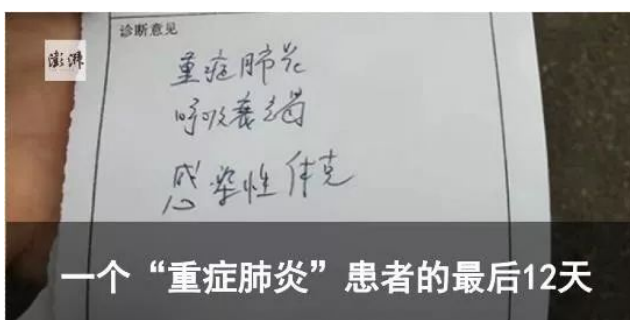 澎湃
诊断意见
重症肺炎
呼吸衰竭
感染性休克
一个“重症肺炎”患者的最后12天